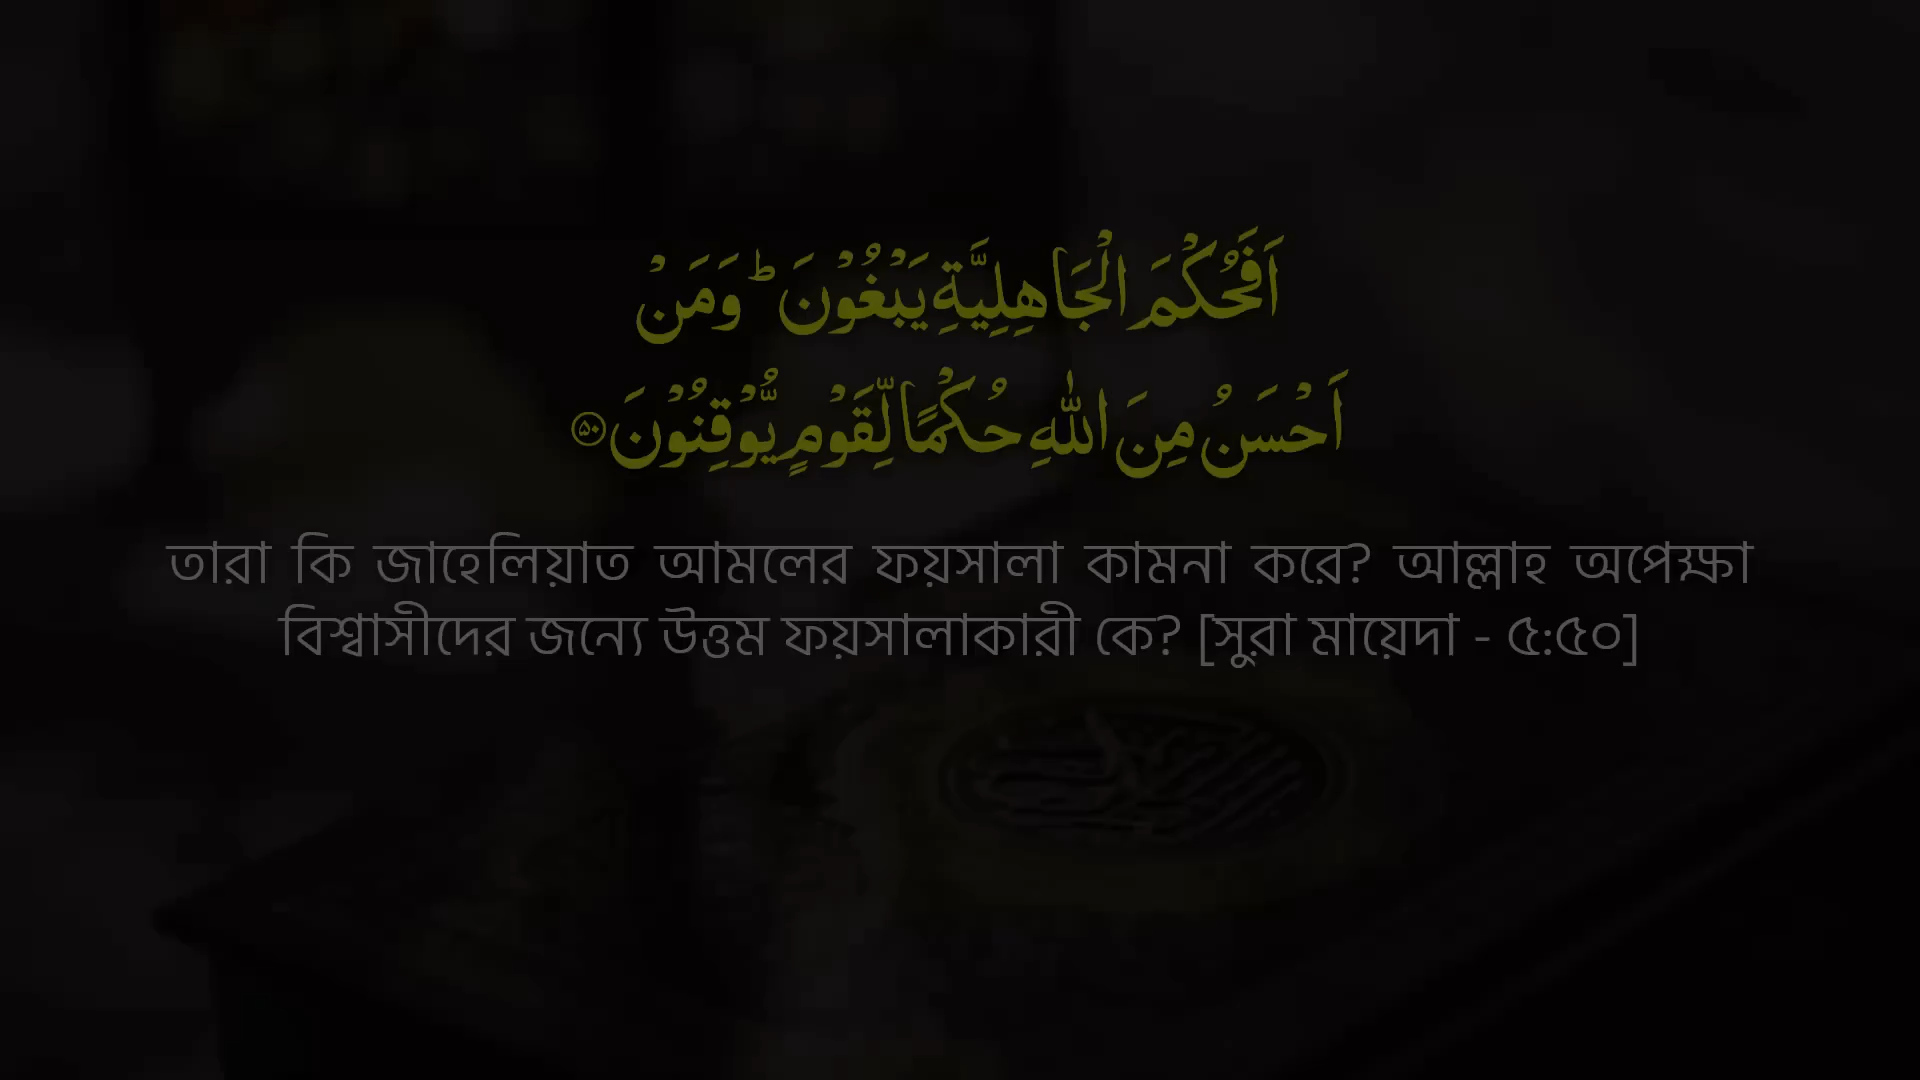 اَفَحُكْمَ الْجَاهِلِيَّةِ يَبْغُوْنَ ؕ وَمَنْ
اَحْسَنُ مِنَ اللّٰهِ حُكْمًا لِّقَوْمٍ يُّوْقِنُوْنَ ۵۰
তারা কি জাহেলিয়াত আমলের ফয়সালা কামনা করে? আল্লাহ অপেক্ষা
বিশ্বাসীদের জন্যে উত্তম ফয়সালাকারী কে? [সুরা মায়েদা - ৫:৫০]